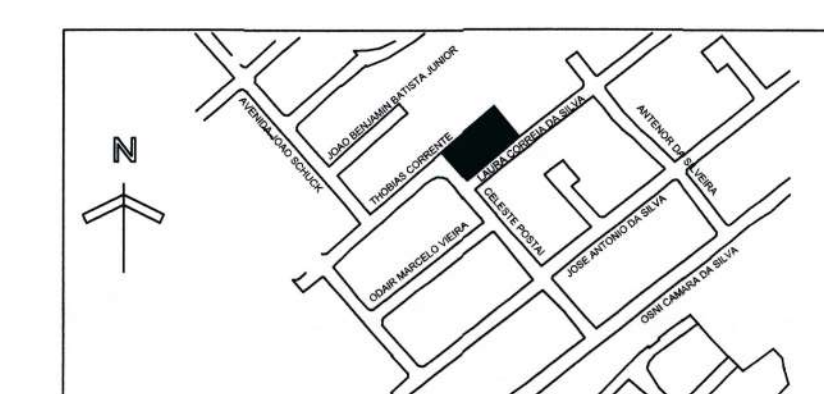 JOAO BENJAMIN BATISTA JUNIOR
AVENIDA JOAO SCHUCK
N
THOBIAS CORRENTE
LAURA CORREIA DA SILVA
ANTENOR DA SILVEIRA
CELESTE POSTAI
ODAIR MARCELO VIEIRA
JOSE ANTONIO DA SILVA
OSNI CAMARA DA SILVA